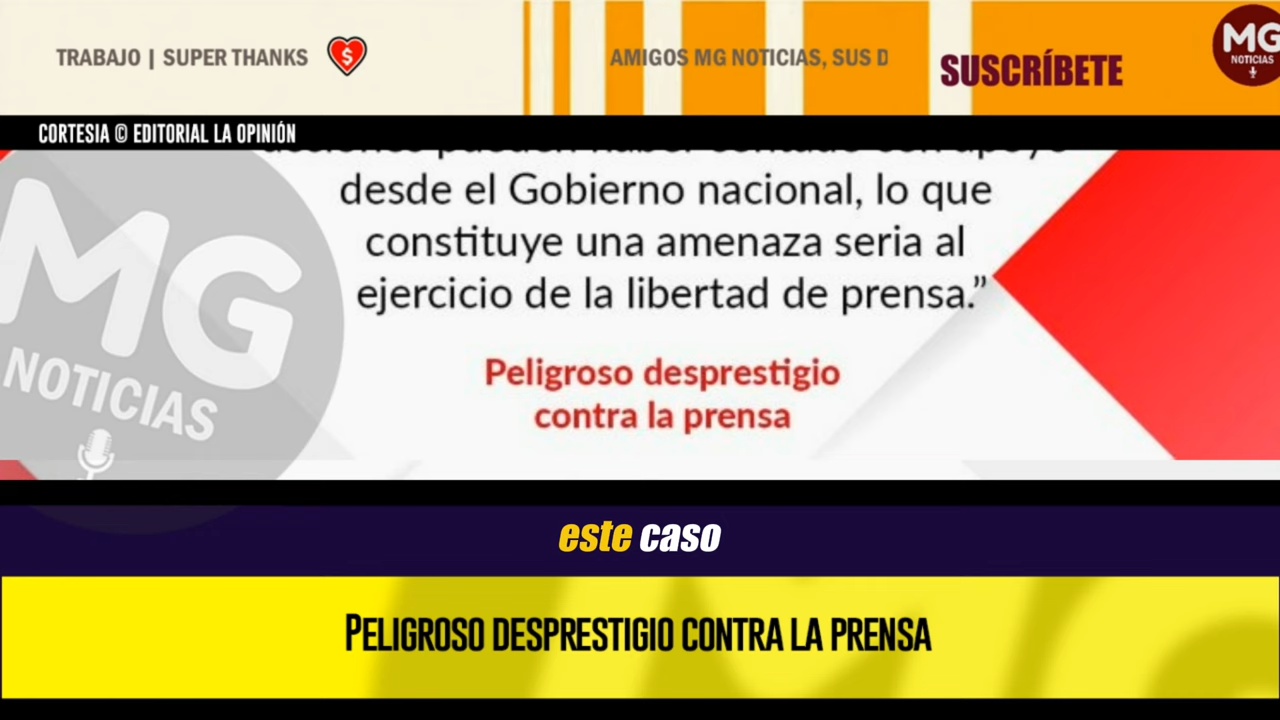 TRABAJO | SUPER THANKS
AMIGOS MG NOTICIAS, SUS D
SUSCRÍBETE
MG
NOTICIAS
CORTESIA © EDITORIAL LA OPINIÓN
desde el Gobierno nacional, lo que
constituye una amenaza seria al
ejercicio de la libertad de prensa.”
MG
NOTICIAS
Peligroso desprestigio
contra la prensa
este caso
PELIGROSO DESPRESTIGIO CONTRA LA PRENSA